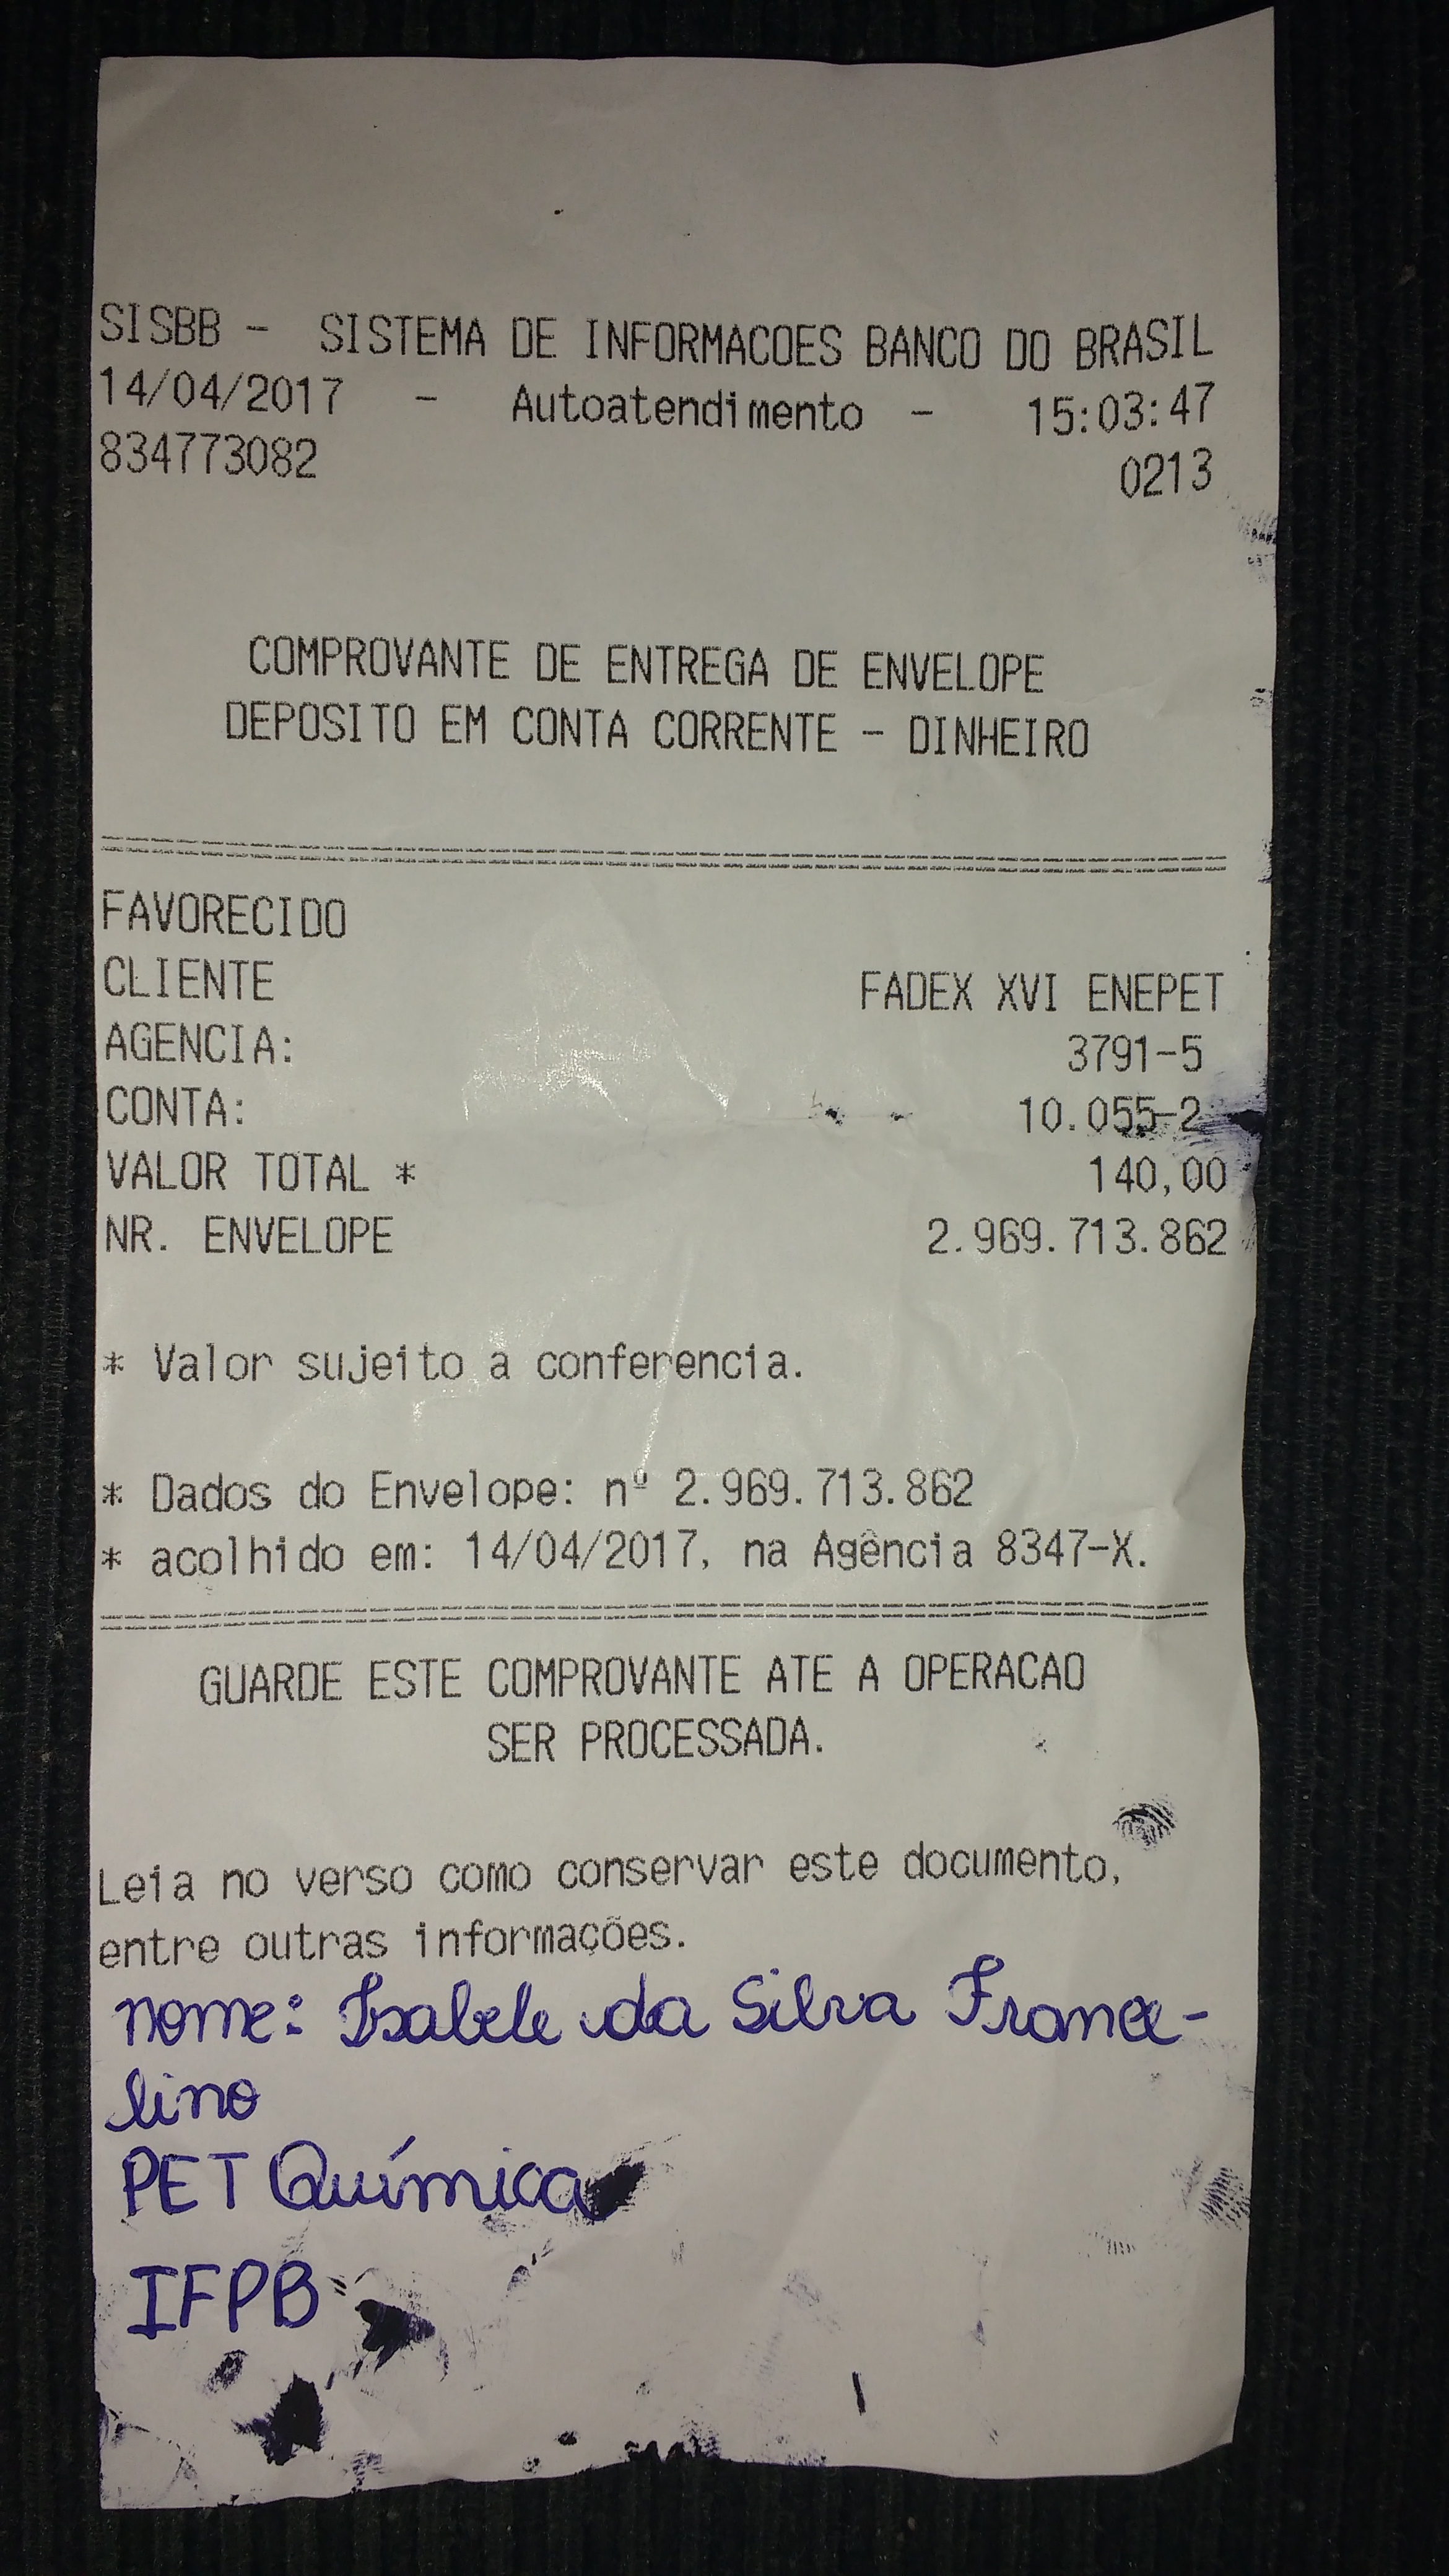 SISBB - SISTEMA DE INFORMACOES BANCO DO BRASIL
14/04/2017 - Autoatendimento - 15:03:47
834773082 0213
COMPROVANTE DE ENTREGA DE ENVELOPE
DEPOSITO EM CONTA CORRENTE - DINHEIRO
FAVORECIDO
CLIENTE FADEX XVI ENEPET
AGENCIA: 3791-5
CONTA: 10.055-2
VALOR TOTAL * 140,00
NR. ENVELOPE 2.969.713.862
* Valor sujeito a conferencia.
* Dados do Envelope: nº 2.969.713.862
* acolhido em: 14/04/2017, na Agência 8347-X.
GUARDE ESTE COMPROVANTE ATE A OPERACAO
SER PROCESSADA.
Leia no verso como conservar este documento,
entre outras informações.
nome: Isabele da Silva France-
lino
PET Química
IFPB